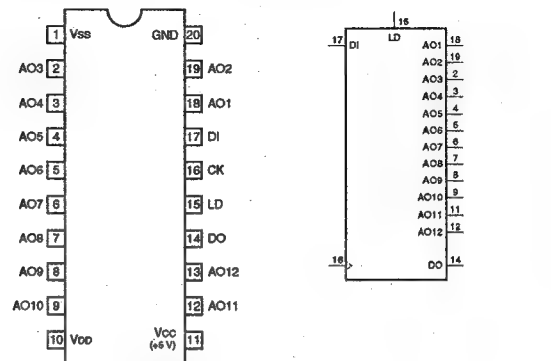 1 Vss GND 20
AO3 2 19 AO2
AO4 3 18 AO1
AO5 4 17 DI
AO6 5 16 CK
AO7 6 15 LD
AO8 7 14 DO
AO9 8 13 AO12
AO10 9 12 AO11
10 VDD VCC 11
(+5 V)
15
LD
17 DI AO1 18
AO2 19
AO3 2
AO4 3
AO5 4
AO6 5
AO7 6
AO8 7
AO9 8
AO10 9
AO11 11
AO12 12
16 DO 14